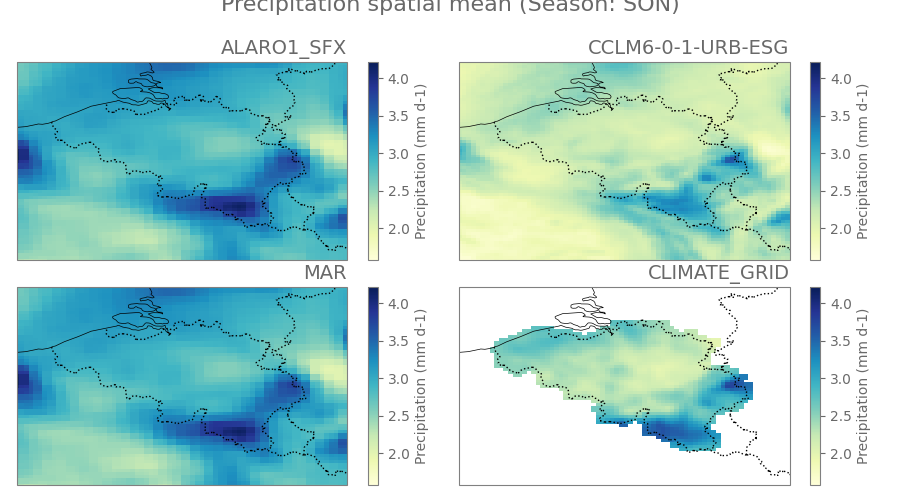 Precipitation spatial mean (Season: SON)
ALARO1_SFX
4.0
3.5
3.0
2.5
2.0
Precipitation (mm d-1)
CCLM6-0-1-URB-ESG
4.0
3.5
3.0
2.5
2.0
Precipitation (mm d-1)
MAR
4.0
3.5
3.0
2.5
2.0
Precipitation (mm d-1)
CLIMATE_GRID
4.0
3.5
3.0
2.5
2.0
Precipitation (mm d-1)